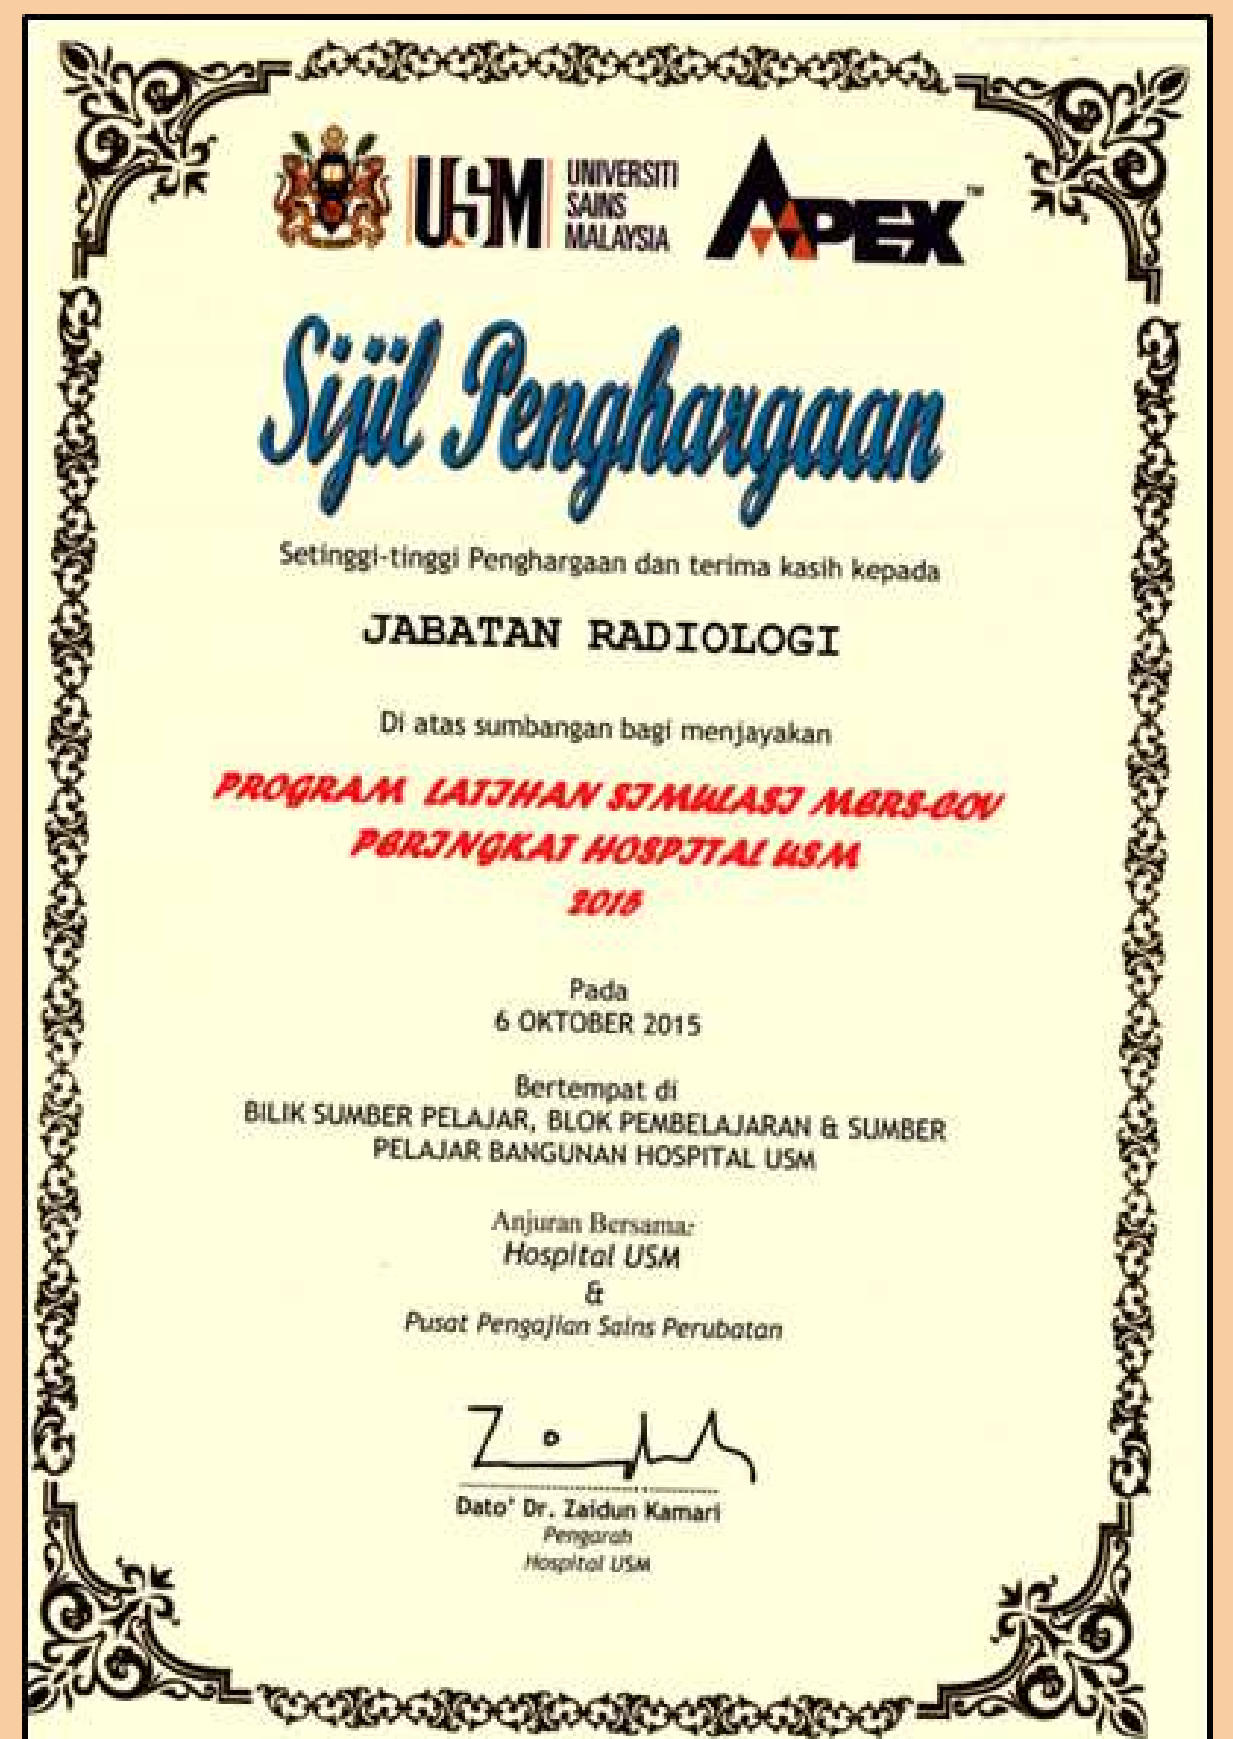 USM
UNIVERSITI
SAINS
MALAYSIA
APEX™
Sijil Penghargaan
Setinggi-tinggi Penghargaan dan terima kasih kepada
JABATAN RADIOLOGI
Di atas sumbangan bagi menjayakan
PROGRAM LATIHAN SIMULASI MERS-COV
PERINGKAT HOSPITAL USM
2015
Pada
6 OKTOBER 2015
Bertempat di
BILIK SUMBER PELAJAR, BLOK PEMBELAJARAN & SUMBER
PELAJAR BANGUNAN HOSPITAL USM
Anjuran Bersama:
Hospital USM
&
Pusat Pengajian Sains Perubatan
Dato' Dr. Zaidun Kamari
Pengarah
Hospital USM